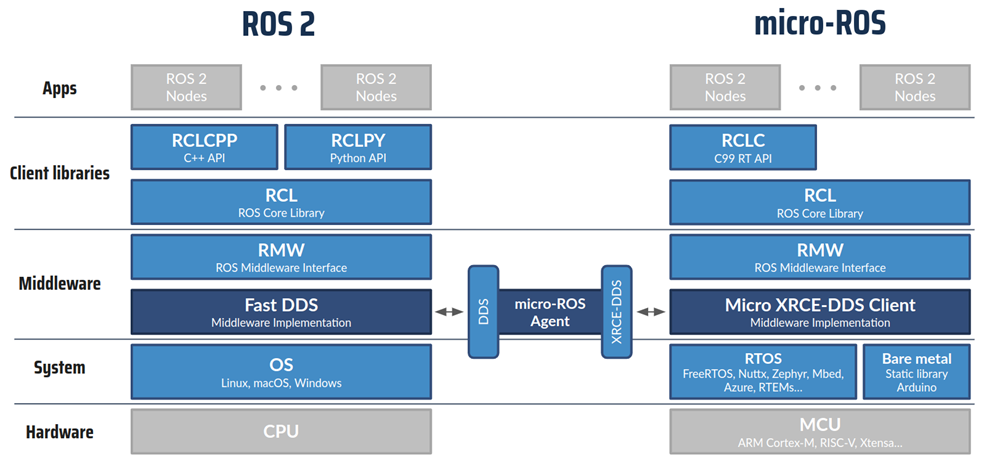 ROS 2
micro-ROS
Apps
ROS 2
Nodes
ROS 2
Nodes
ROS 2
Nodes
ROS 2
Nodes
Client libraries
RCLCPP
C++ API
RCLPY
Python API
RCLC
C99 RT API
RCL
ROS Core Library
RCL
ROS Core Library
Middleware
RMW
ROS Middleware Interface
RMW
ROS Middleware Interface
Fast DDS
Middleware Implementation
DDS
micro-ROS
Agent
XRCE-DDS
Micro XRCE-DDS Client
Middleware Implementation
System
OS
Linux, macOS, Windows
RTOS
FreeRTOS, Nuttx, Zephyr, Mbed,
Azure, RTEMs...
Bare metal
Static library
Arduino
Hardware
CPU
MCU
ARM Cortex-M, RISC-V, Xtensa...